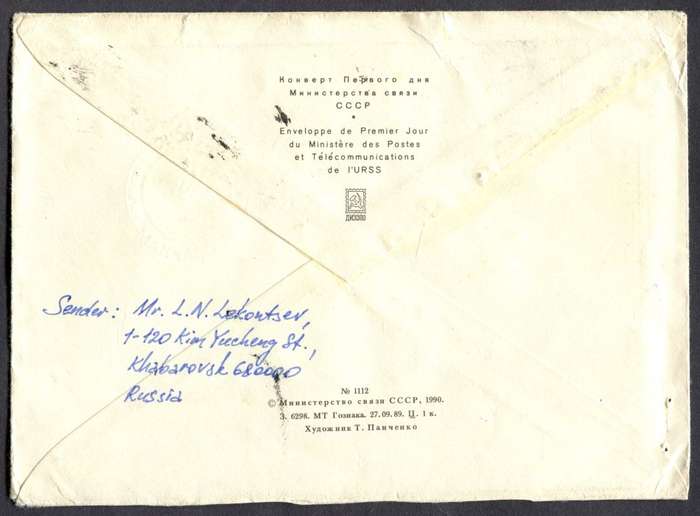 Конверт Первого дня
Министерства связи
СССР
•
Enveloppe de Premier Jour
du Ministère des Postes
et Télécommunications
de l'URSS
Sender: Mr. L.N. Lekontsev,
1-120 Kim Yucheng St.,
Khabarovsk 680000
Russia
№ 1112
© Министерство связи СССР, 1990.
З. 6298. МТ Гознака. 27.09.89. Ц. 1 к.
Художник Т. Панченко